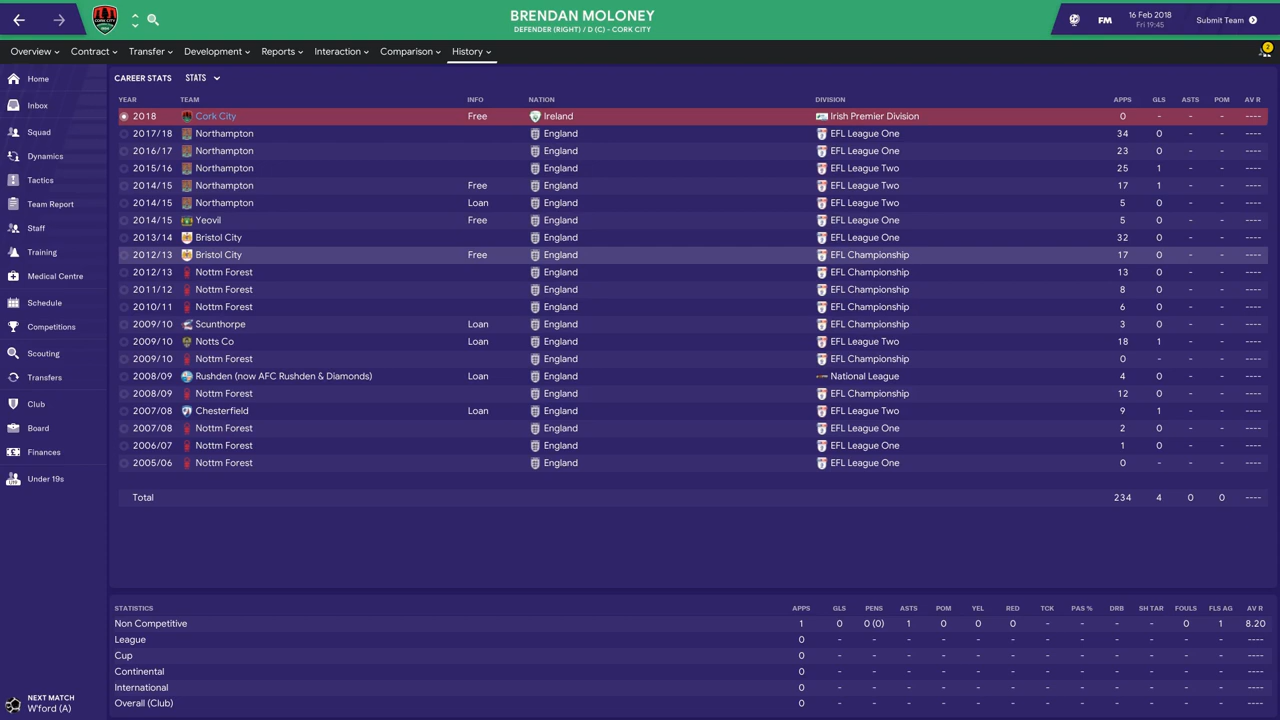 BRENDAN MOLONEY
DEFENDER (RIGHT) / D (C) - CORK CITY
FM
16 Feb 2018
Fri 19:45
Submit Team
Overview Contract Transfer Development Reports Interaction Comparison History
2
Home
Inbox
Squad
Dynamics
Tactics
Team Report
Staff
Training
Medical Centre
Schedule
Competitions
Scouting
Transfers
Club
Board
Finances
Under 19s
NEXT MATCH
W'ford (A)
CAREER STATS STATS
YEAR TEAM INFO NATION DIVISION APPS GLS ASTS POM AV R
2018 Cork City Free Ireland Irish Premier Division 0 - - - ----
2017/18 Northampton England EFL League One 34 0 - - ----
2016/17 Northampton England EFL League One 23 0 - - ----
2015/16 Northampton England EFL League Two 25 1 - - ----
2014/15 Northampton Free England EFL League Two 17 1 - - ----
2014/15 Northampton Loan England EFL League Two 5 0 - - ----
2014/15 Yeovil Free England EFL League One 5 0 - - ----
2013/14 Bristol City England EFL League One 32 0 - - ----
2012/13 Bristol City Free England EFL Championship 17 0 - - ----
2012/13 Nottm Forest England EFL Championship 13 0 - - ----
2011/12 Nottm Forest England EFL Championship 8 0 - - ----
2010/11 Nottm Forest England EFL Championship 6 0 - - ----
2009/10 Scunthorpe Loan England EFL Championship 3 0 - - ----
2009/10 Notts Co Loan England EFL League Two 18 1 - - ----
2009/10 Nottm Forest England EFL Championship 0 - - - ----
2008/09 Rushden (now AFC Rushden & Diamonds) Loan England National League 4 0 - - ----
2008/09 Nottm Forest England EFL Championship 12 0 - - ----
2007/08 Chesterfield Loan England EFL League Two 9 1 - - ----
2007/08 Nottm Forest England EFL League One 2 0 - - ----
2006/07 Nottm Forest England EFL League One 1 0 - - ----
2005/06 Nottm Forest England EFL League One 0 - - - ----
Total 234 4 0 0 ----
STATISTICS APPS GLS PENS ASTS POM YEL RED TCK PAS % DRB SH TAR FOULS FLS AG AV R
Non Competitive 1 0 0 (0) 1 0 0 0 - - - - 0 1 8.20
League 0 - - - - - - - - - - - - ----
Cup 0 - - - - - - - - - - - - ----
Continental 0 - - - - - - - - - - - - ----
International 0 - - - - - - - - - - - - ----
Overall (Club) 0 - - - - - - - - - - - - ----